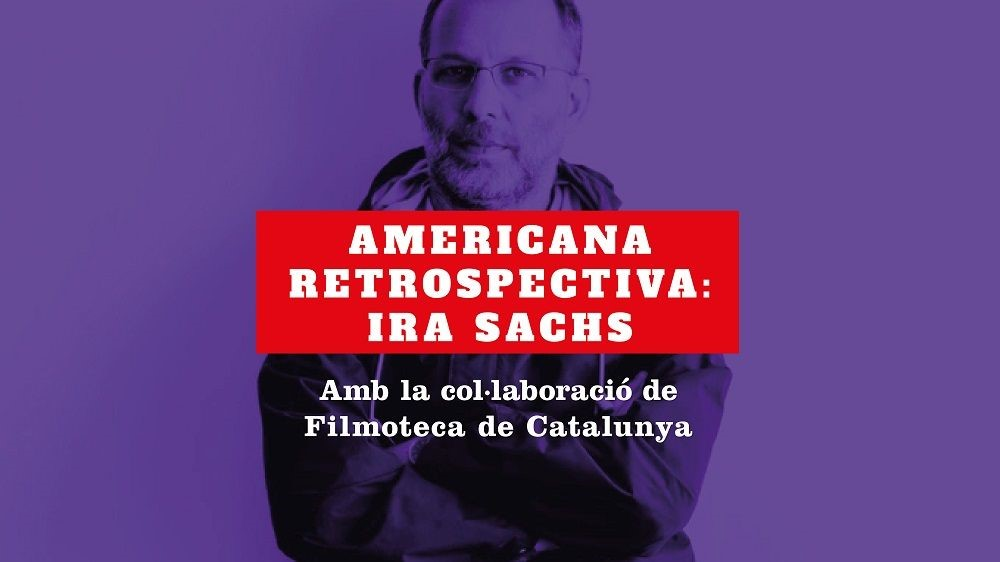 AMERICANA
RETROSPECTIVA:
IRA SACHS
Amb la col·laboració de
Filmoteca de Catalunya